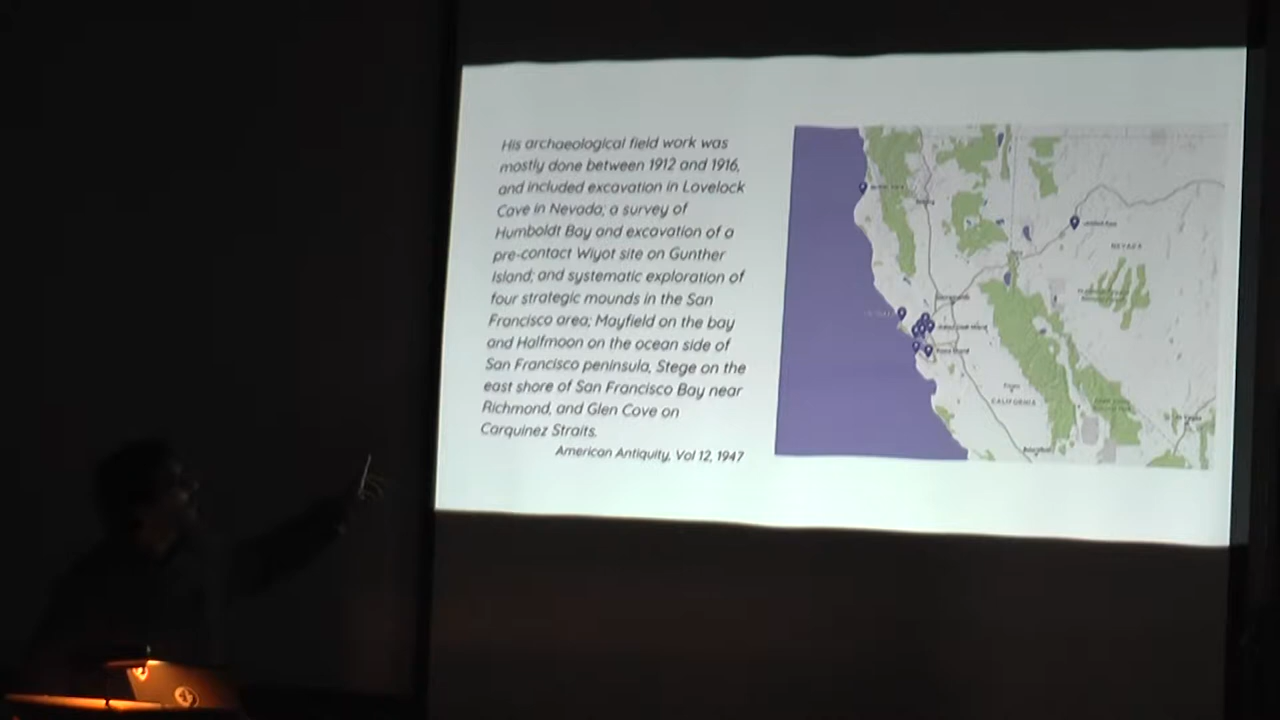 His archaeological field work was
mostly done between 1912 and 1916,
and included excavation in Lovelock
Cave in Nevada; a survey of
Humboldt Bay and excavation of a
pre-contact Wiyot site on Gunther
Island; and systematic exploration of
four strategic mounds in the San
Francisco area; Mayfield on the bay
and Halfmoon on the ocean side of
San Francisco peninsula, Stege on the
east shore of San Francisco Bay near
Richmond, and Glen Cove on
Carquinez Straits.
American Antiquity, Vol 12, 1947
NEVADA
Sacramento
CALIFORNIA